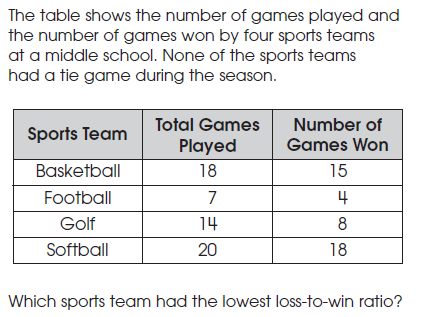 The table shows the number of games played and
the number of games won by four sports teams
at a middle school. None of the sports teams
had a tie game during the season.
Sports Team Total Games Played Number of Games Won
Basketball 18 15
Football 7 4
Golf 14 8
Softball 20 18
Which sports team had the lowest loss-to-win ratio?